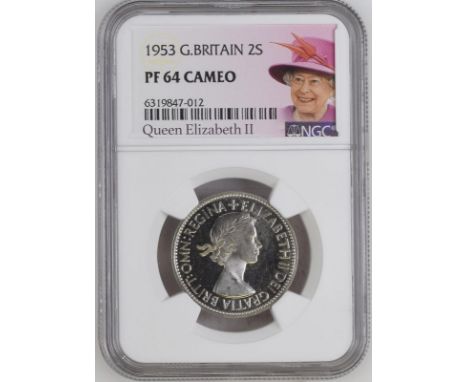 1953 G.BRITAIN 2S
PF 64 CAMEO
6319847-012
Queen Elizabeth II
NGC
+ELIZABETH II DEI GRATIA BRITT:OMN:REGINA